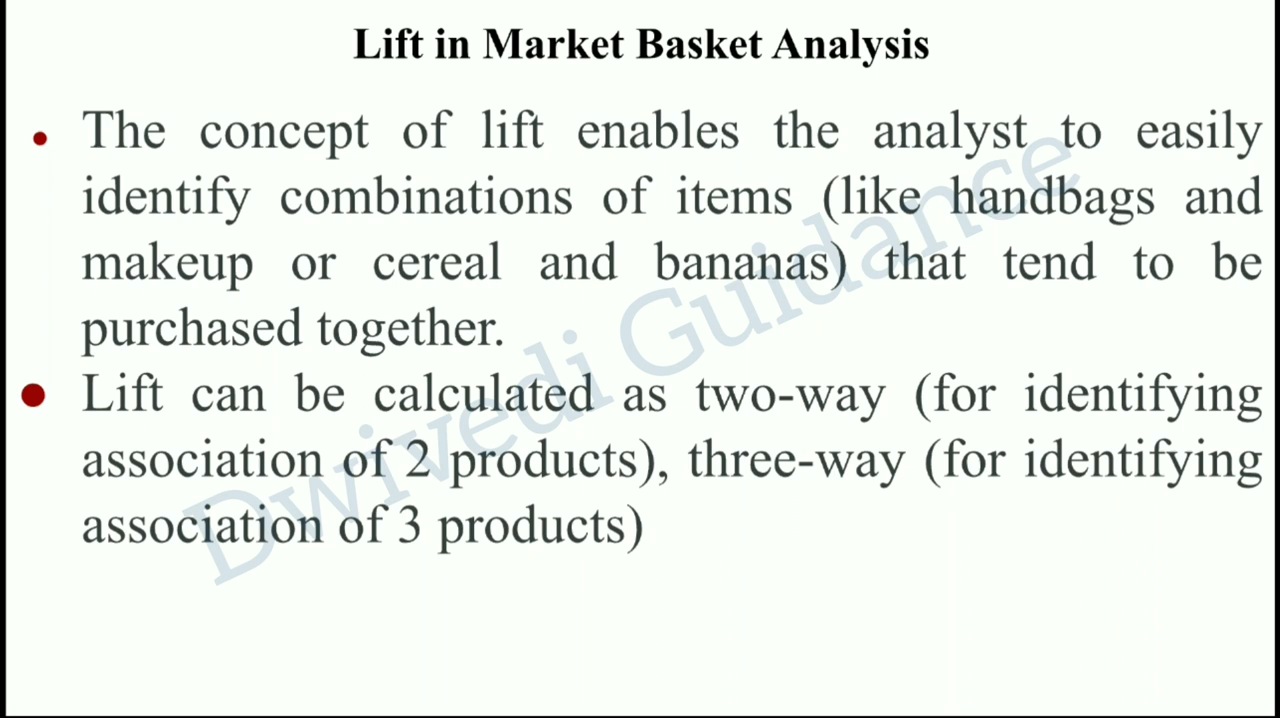 Lift in Market Basket Analysis
• The concept of lift enables the analyst to easily
identify combinations of items (like handbags and
makeup or cereal and bananas) that tend to be
purchased together.
• Lift can be calculated as two-way (for identifying
association of 2 products), three-way (for identifying
association of 3 products)
Dwivedi Guidance